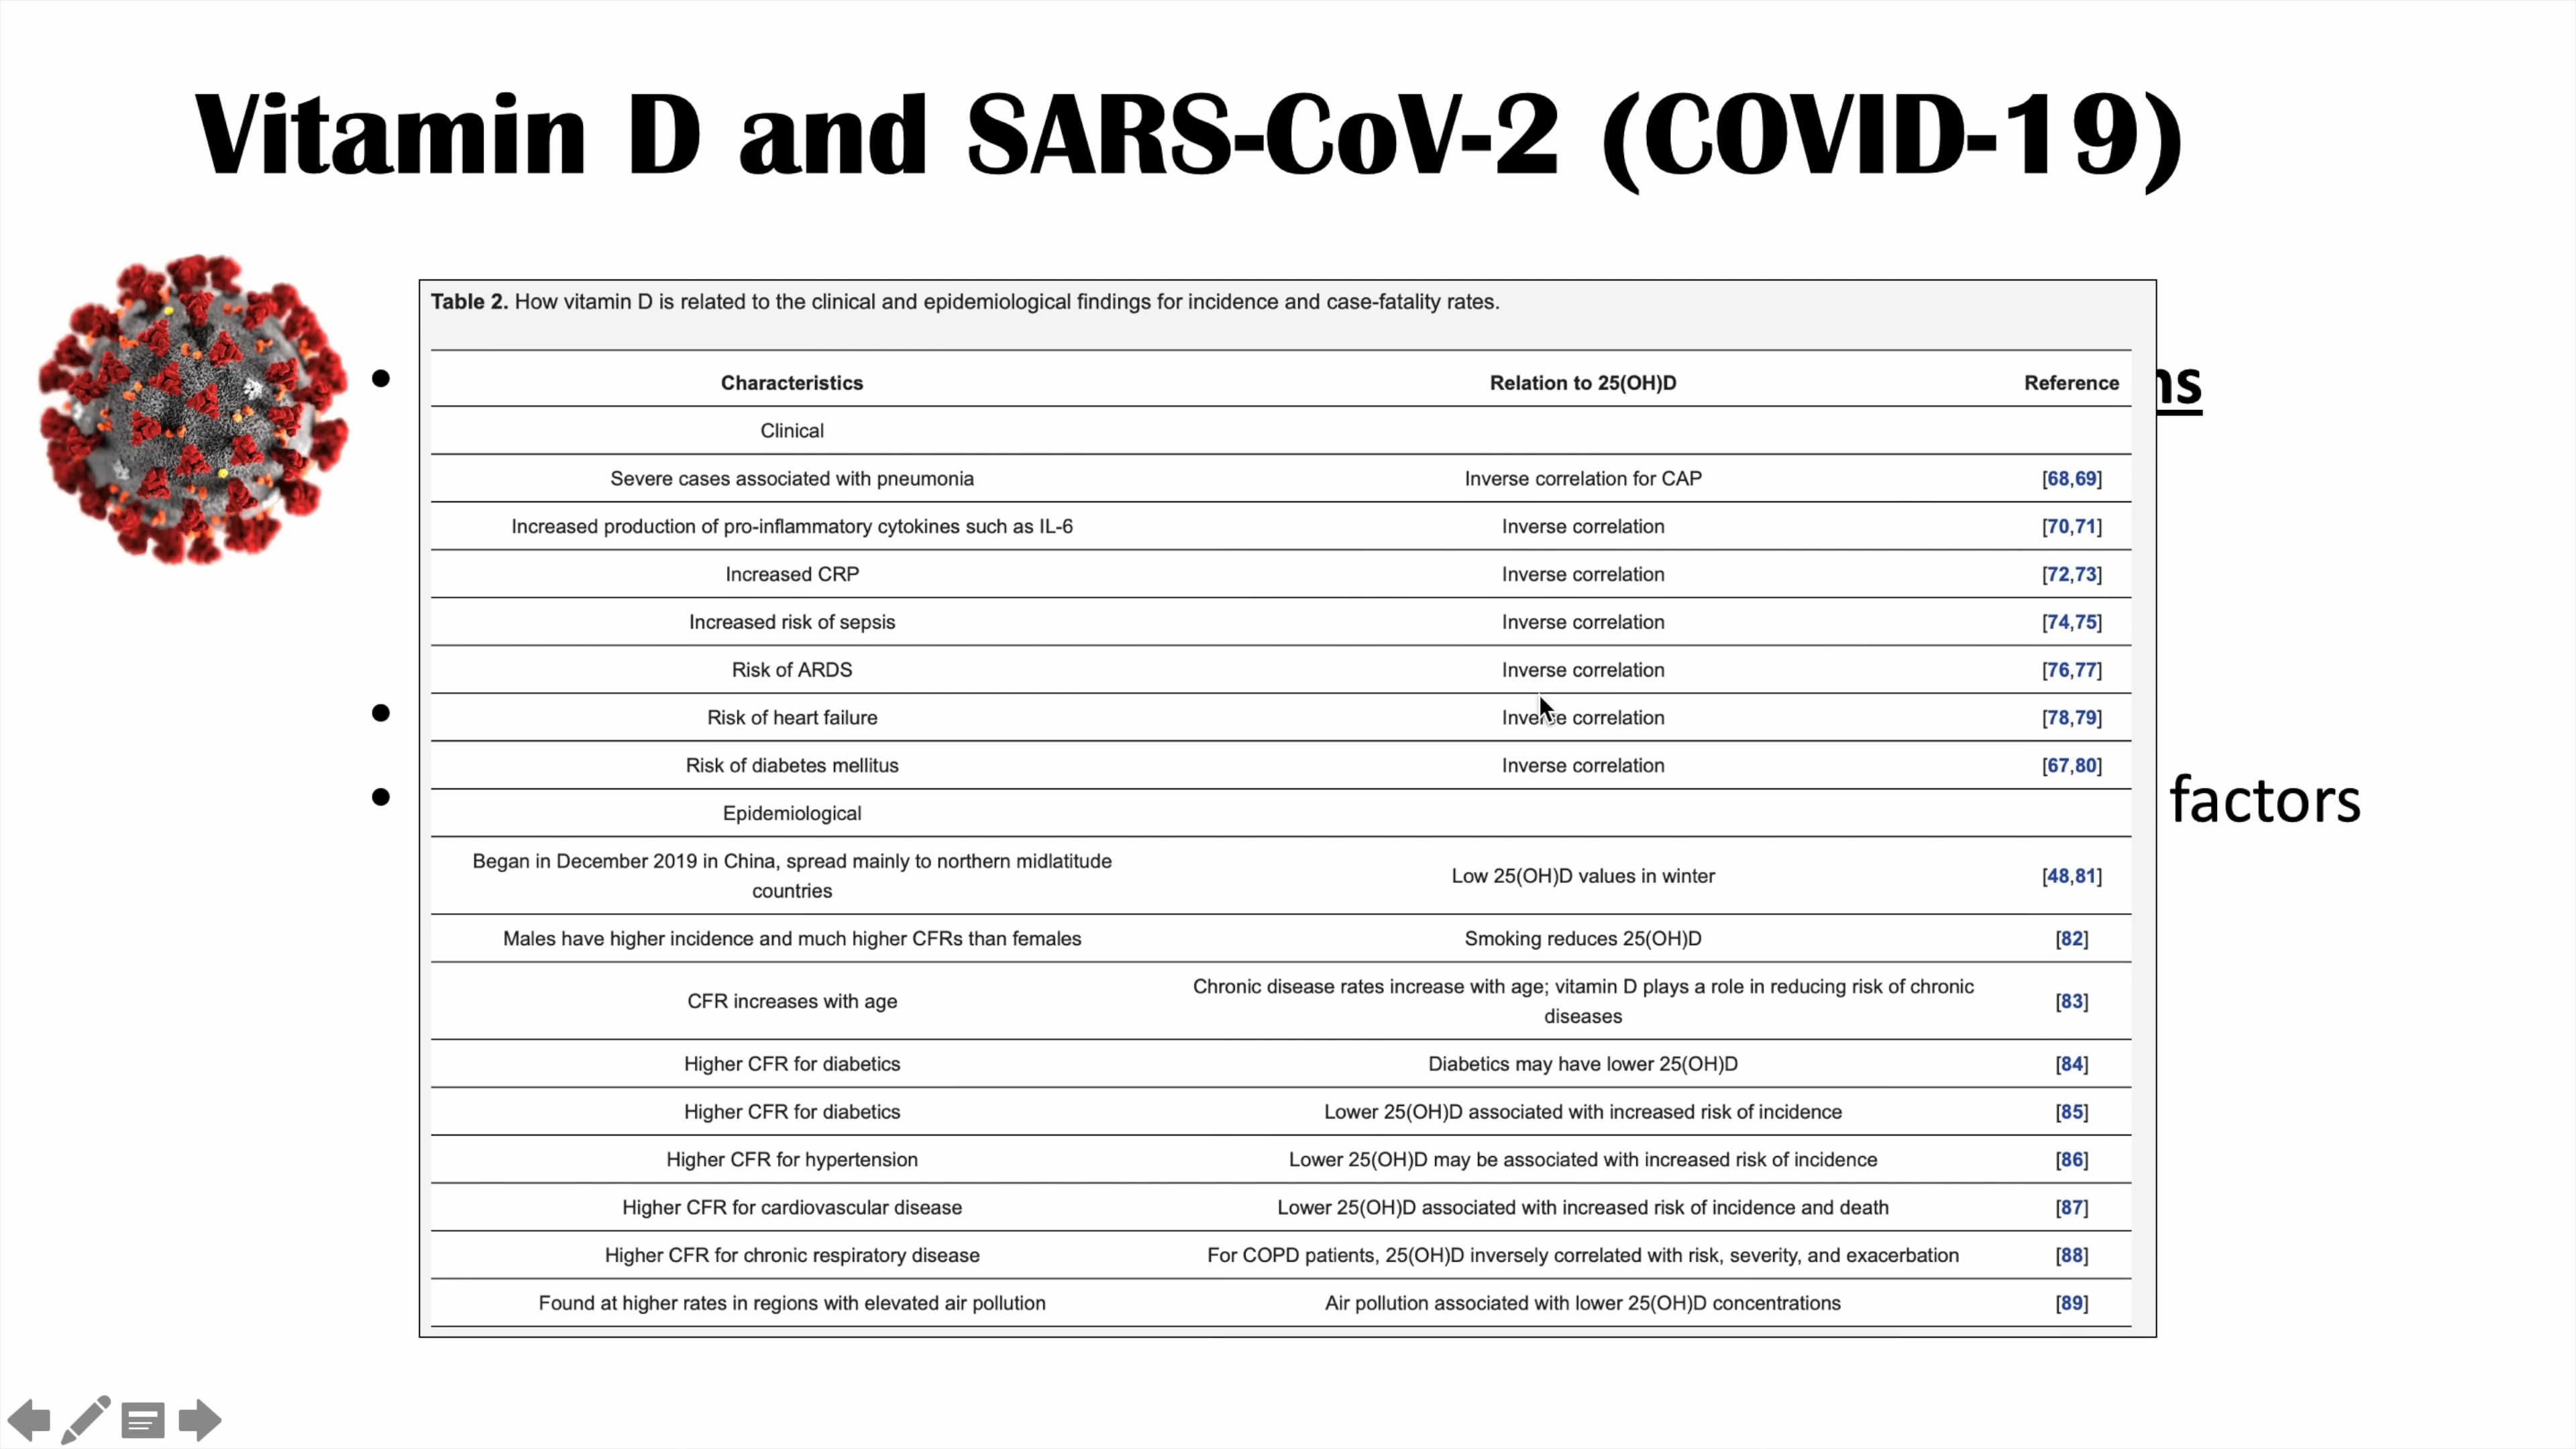 Vitamin D and SARS-CoV-2 (COVID-19)
Table 2. How vitamin D is related to the clinical and epidemiological findings for incidence and case-fatality rates.
Characteristics Relation to 25(OH)D Reference
Clinical
Severe cases associated with pneumonia Inverse correlation for CAP [68,69]
Increased production of pro-inflammatory cytokines such as IL-6 Inverse correlation [70,71]
Increased CRP Inverse correlation [72,73]
Increased risk of sepsis Inverse correlation [74,75]
Risk of ARDS Inverse correlation [76,77]
Risk of heart failure Inverse correlation [78,79]
Risk of diabetes mellitus Inverse correlation [67,80]
factors
Epidemiological
Began in December 2019 in China, spread mainly to northern midlatitude
countries
Low 25(OH)D values in winter [48,81]
Males have higher incidence and much higher CFRs than females Smoking reduces 25(OH)D [82]
CFR increases with age
Chronic disease rates increase with age; vitamin D plays a role in reducing risk of chronic
diseases
[83]
Higher CFR for diabetics Diabetics may have lower 25(OH)D [84]
Higher CFR for diabetics Lower 25(OH)D associated with increased risk of incidence [85]
Higher CFR for hypertension Lower 25(OH)D may be associated with increased risk of incidence [86]
Higher CFR for cardiovascular disease Lower 25(OH)D associated with increased risk of incidence and death [87]
Higher CFR for chronic respiratory disease For COPD patients, 25(OH)D inversely correlated with risk, severity, and exacerbation [88]
Found at higher rates in regions with elevated air pollution Air pollution associated with lower 25(OH)D concentrations [89]